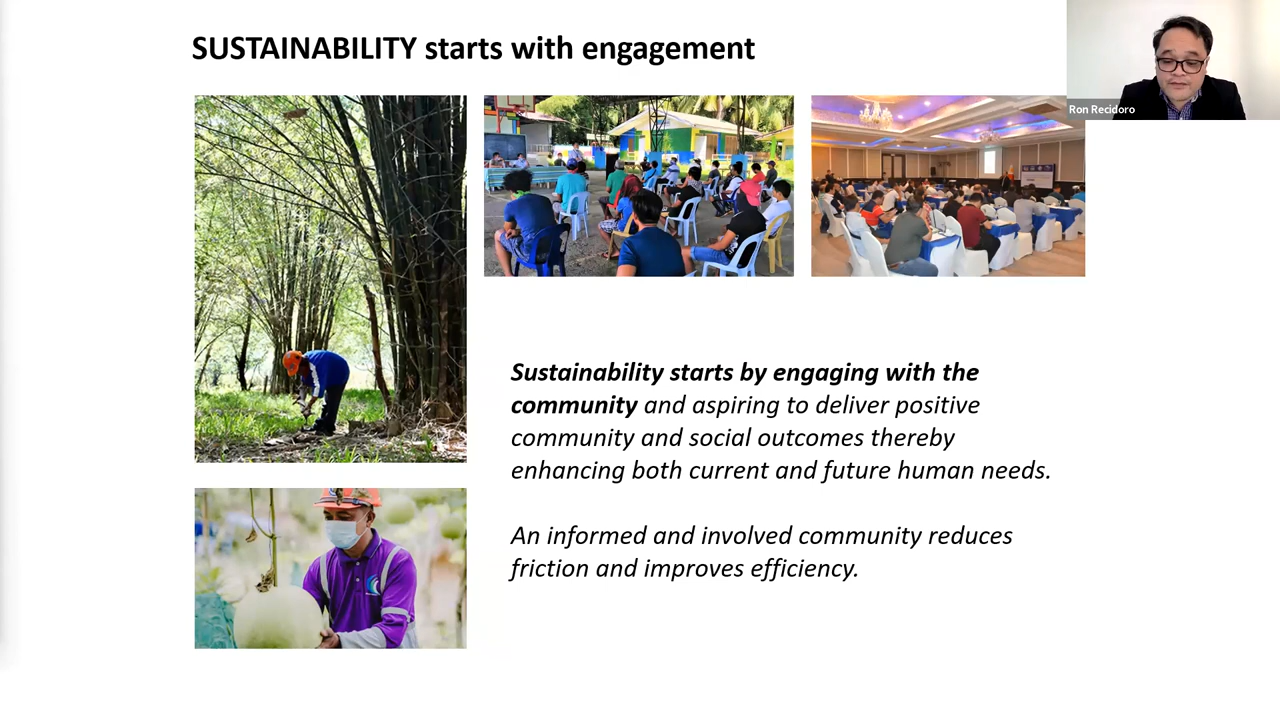 SUSTAINABILITY starts with engagement
Ron Recidoro
Sustainability starts by engaging with the
community and aspiring to deliver positive
community and social outcomes thereby
enhancing both current and future human needs.
An informed and involved community reduces
friction and improves efficiency.